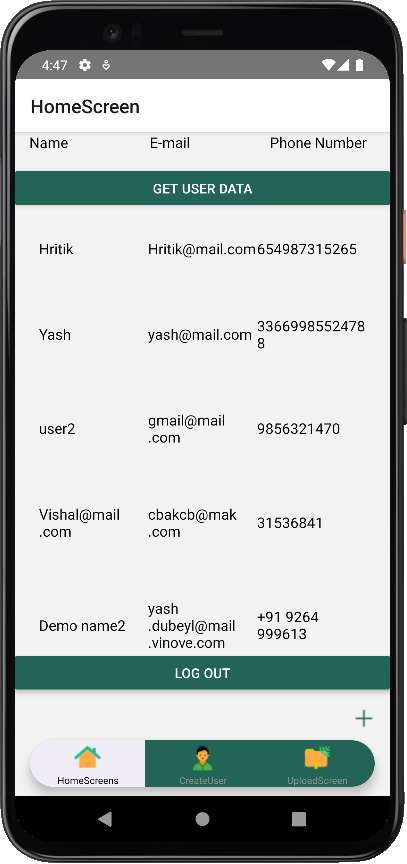 4:47
HomeScreen
Name E-mail Phone Number
GET USER DATA
Hritik Hritik@mail.com 654987315265
Yash yash@mail.com 3366998552478
8
user2 gmail@mail
.com 9856321470
Vishal@mail
.com cbakcb@mak
.com 31536841
Demo name2 yash
.dubeyl@mail
.vinove.com +91 9264
999613
LOG OUT
+
HomeScreens CreateUser UploadScreen